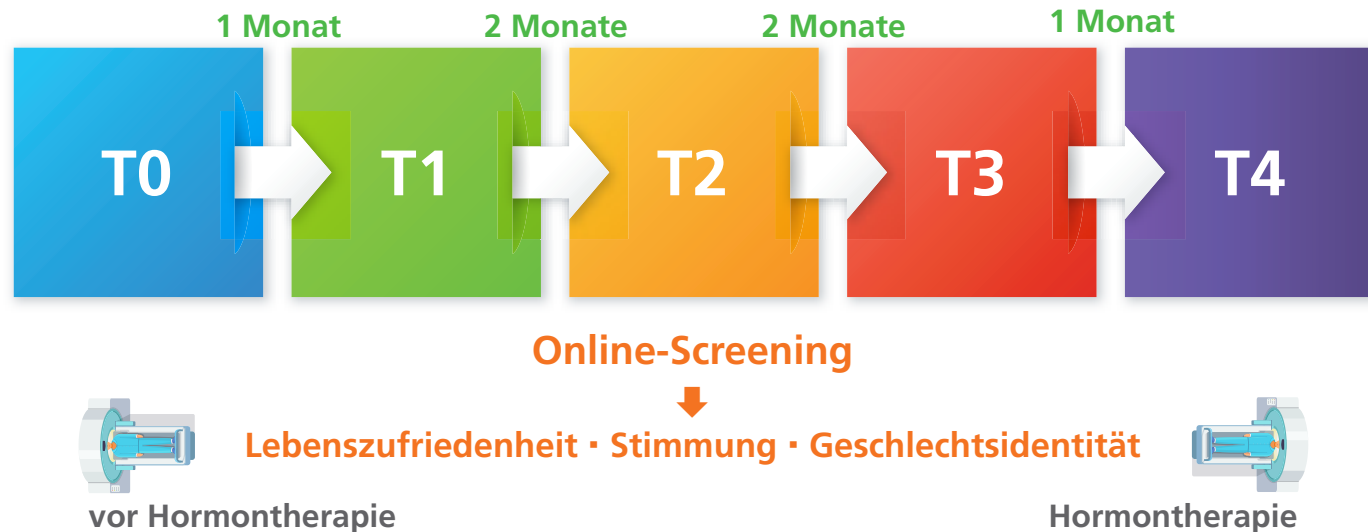 1 Monat 2 Monate 2 Monate 1 Monat
T0 T1 T2 T3 T4
Online-Screening
Lebenszufriedenheit · Stimmung · Geschlechtsidentität
vor Hormontherapie Hormontherapie